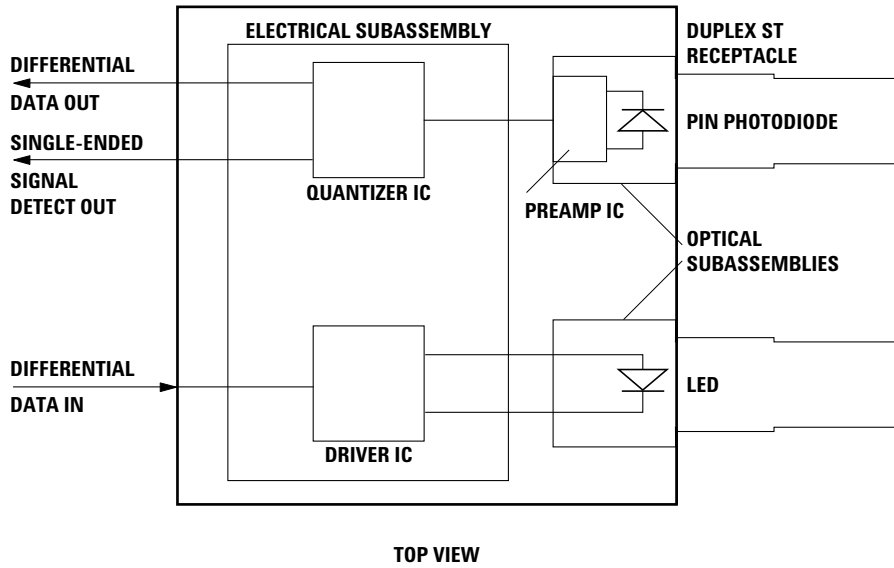 ELECTRICAL SUBASSEMBLY
DUPLEX ST
RECEPTACLE
DIFFERENTIAL
DATA OUT
SINGLE-ENDED
SIGNAL
DETECT OUT
QUANTIZER IC
PREAMP IC
PIN PHOTODIODE
OPTICAL
SUBASSEMBLIES
DIFFERENTIAL
DATA IN
DRIVER IC
LED
TOP VIEW